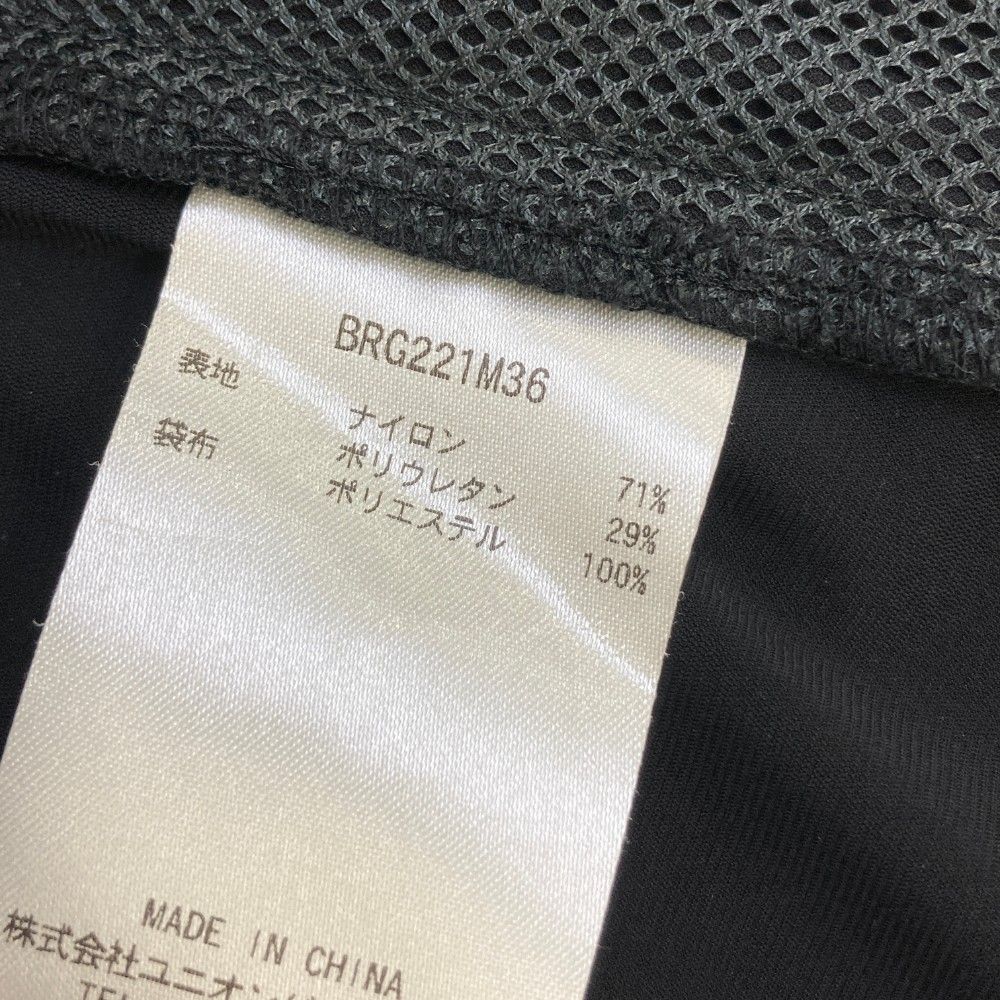 BRG221M36
表地 ナイロン 71%
ポリウレタン 29%
袋布 ポリエステル 100%
MADE IN CHINA
株式会社ユニオン
TEL